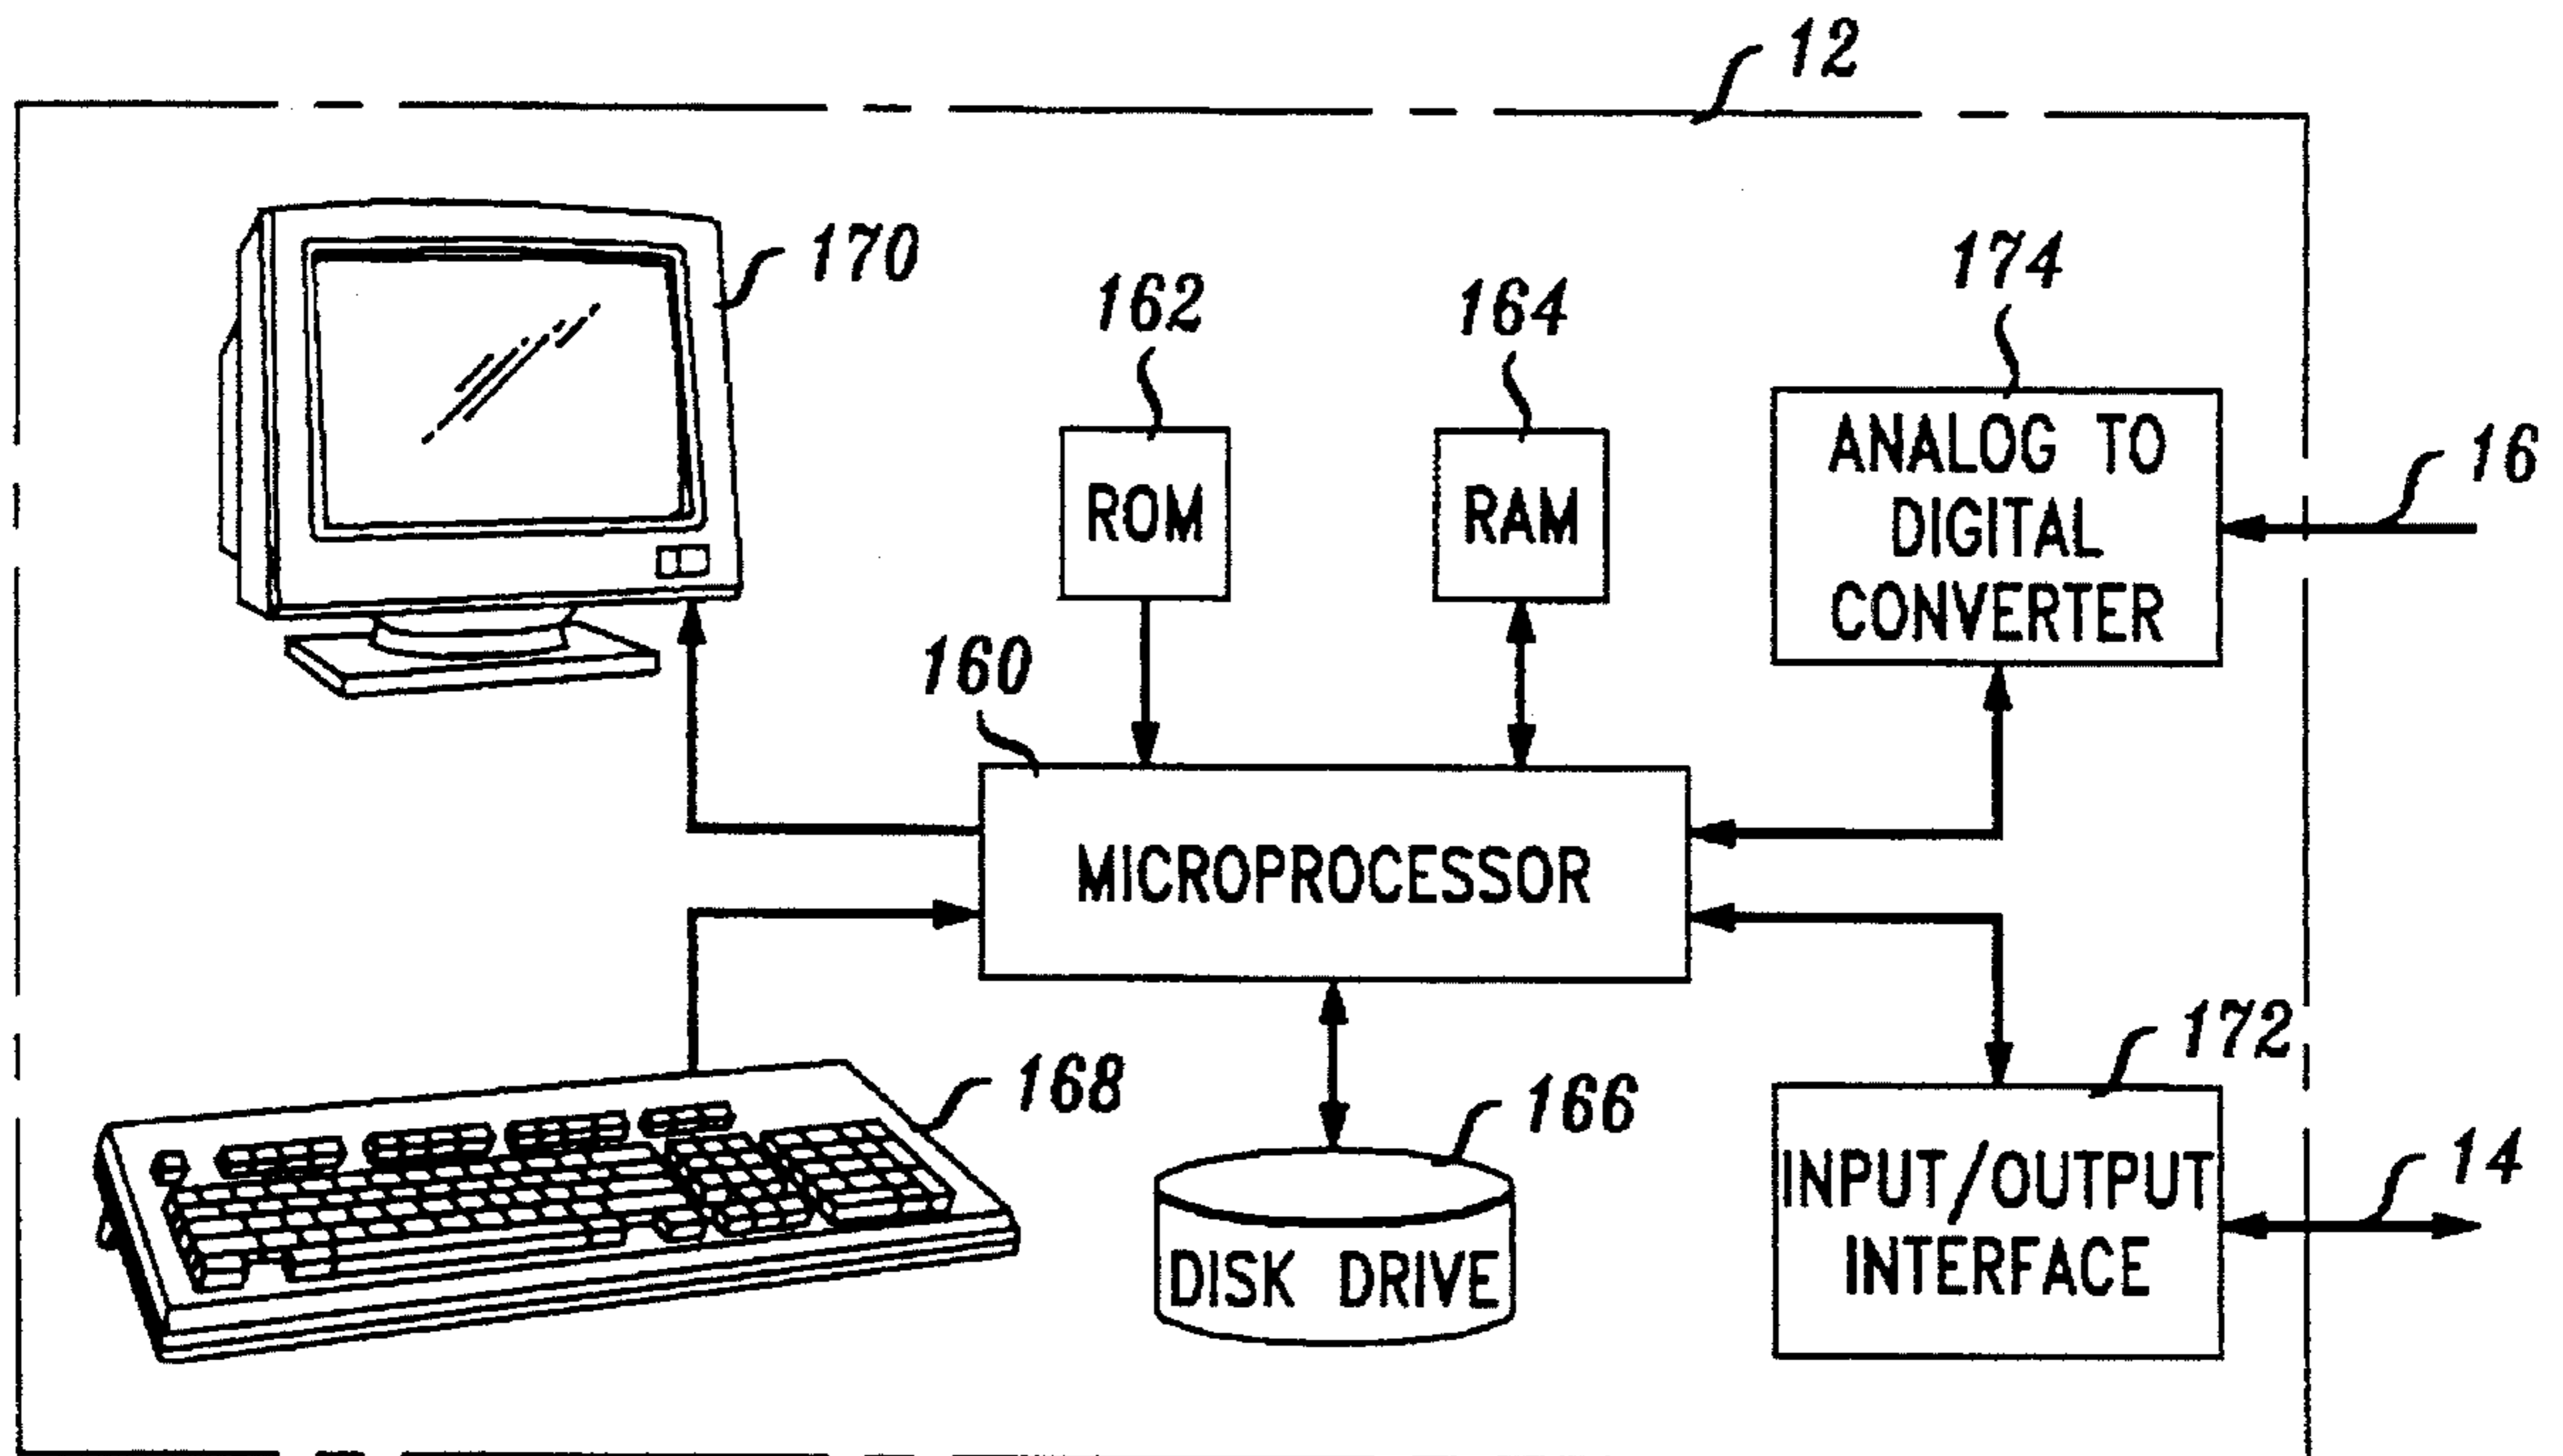 12
170
162
164
174
ROM
RAM
ANALOG TO
DIGITAL
CONVERTER
16
160
MICROPROCESSOR
168
166
172
DISK DRIVE
INPUT/OUTPUT
INTERFACE
14